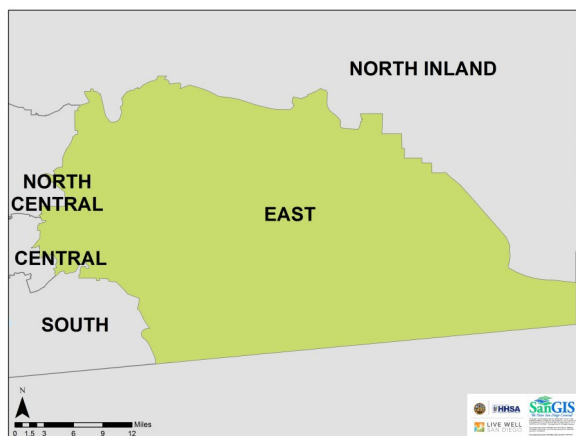 NORTH INLAND
NORTH
CENTRAL
EAST
CENTRAL
SOUTH
N
Miles
0 1.5 3 6 9 12
HHSA
SanGIS
LIVE WELL
SAN DIEGO